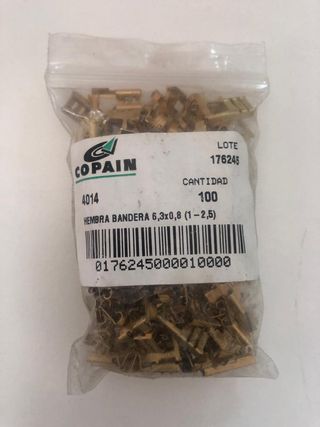 COPAIN
LOTE
176245
4014
CANTIDAD
100
HEMBRA BANDERA 6,3x0,8 (1-2,5)
0176245000010000